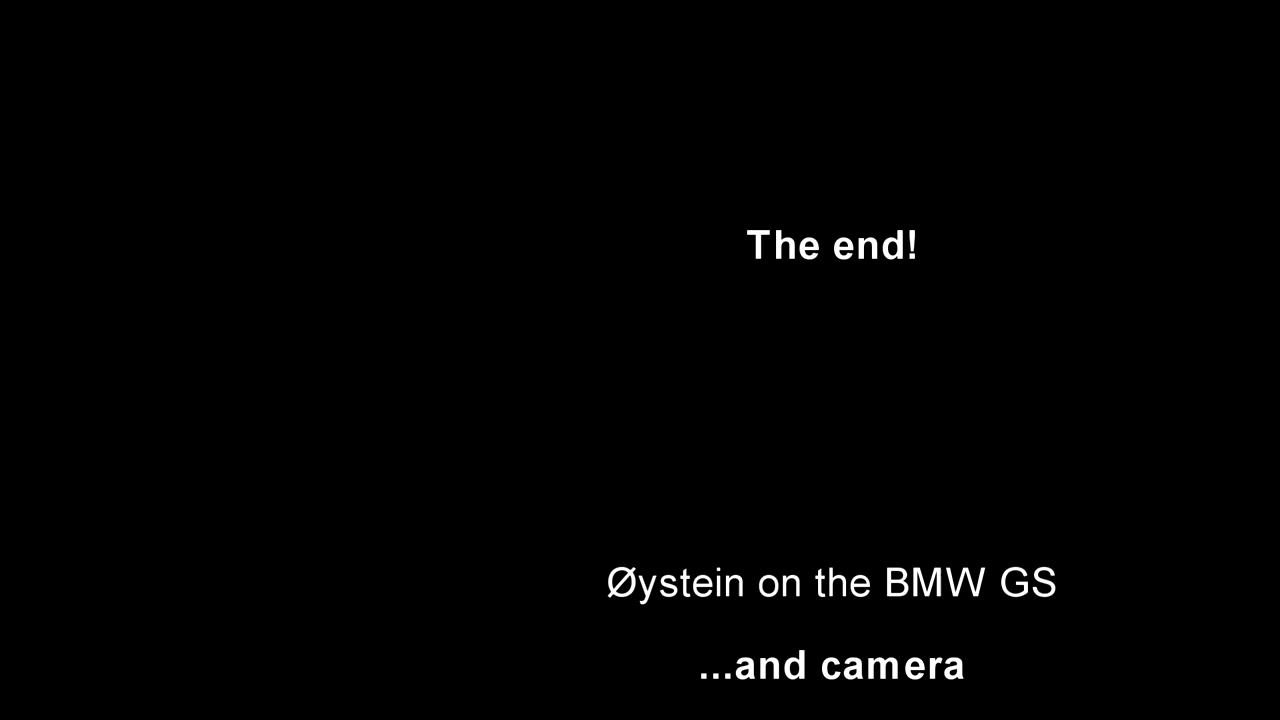 The end!
Øystein on the BMW GS
...and camera